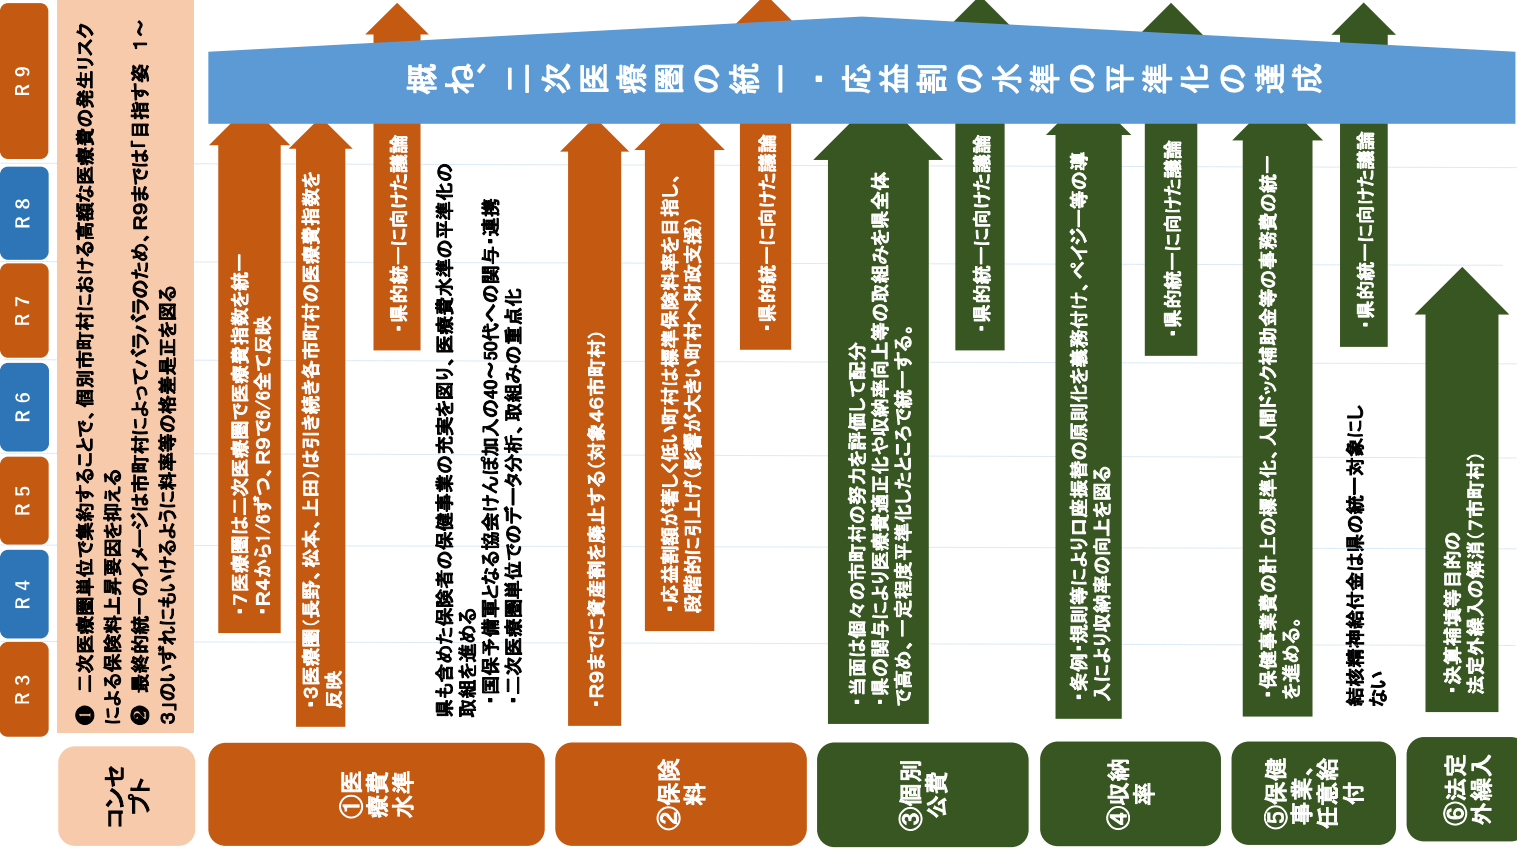 R3
R4
R5
R6
R7
R8
R9
コンセ
プト
❶ 二次医療圏単位で集約することで、個別市町村における高額な医療費の発生リスク
による保険料上昇要因を抑える
❷ 最終的統一のイメージは市町村によってバラバラのため、R9までは「目指す姿 1〜
3」のいずれにもいけるように料率等の格差是正を図る
①医
療費
水準
・7医療圏は二次医療圏で医療費指数を統一
・R4から1/6ずつ、R9で6/6全て反映
・3医療圏(長野、松本、上田)は引き続き各市町村の医療費指数を
反映
・県的統一に向けた議論
県も含めた保険者の保健事業の充実を図り、医療費水準の平準化の
取組を進める
・国保予備軍となる協会けんぽ加入の40〜50代への関与・連携
・二次医療圏単位でのデータ分析、取組みの重点化
②保険
料
・R9までに資産割を廃止する(対象46市町村)
・応益割額が著しく低い町村は標準保険料率を目指し、
段階的に引上げ(影響が大きい町村へ財政支援)
・県的統一に向けた議論
③個別
公費
・当面は個々の市町村の努力を評価して配分
・県の関与により医療費適正化や収納率向上等の取組みを県全体
で高め、一定程度平準化したところで統一する。
・県的統一に向けた議論
④収納
率
・条例・規則等により口座振替の原則化を義務付け、ペイジー等の導
入により収納率の向上を図る
・県的統一に向けた議論
⑤保健
事業、
任意給
付
・保健事業費の計上の標準化、人間ドック補助金等の事務費の統一
を進める。
・県的統一に向けた議論
結核精神給付金は県の統一対象にし
ない
⑥法定
外繰入
・決算補填等目的の
法定外繰入の解消(7市町村)
概ね、二次医療圏の統一・応益割の水準の平準化の達成